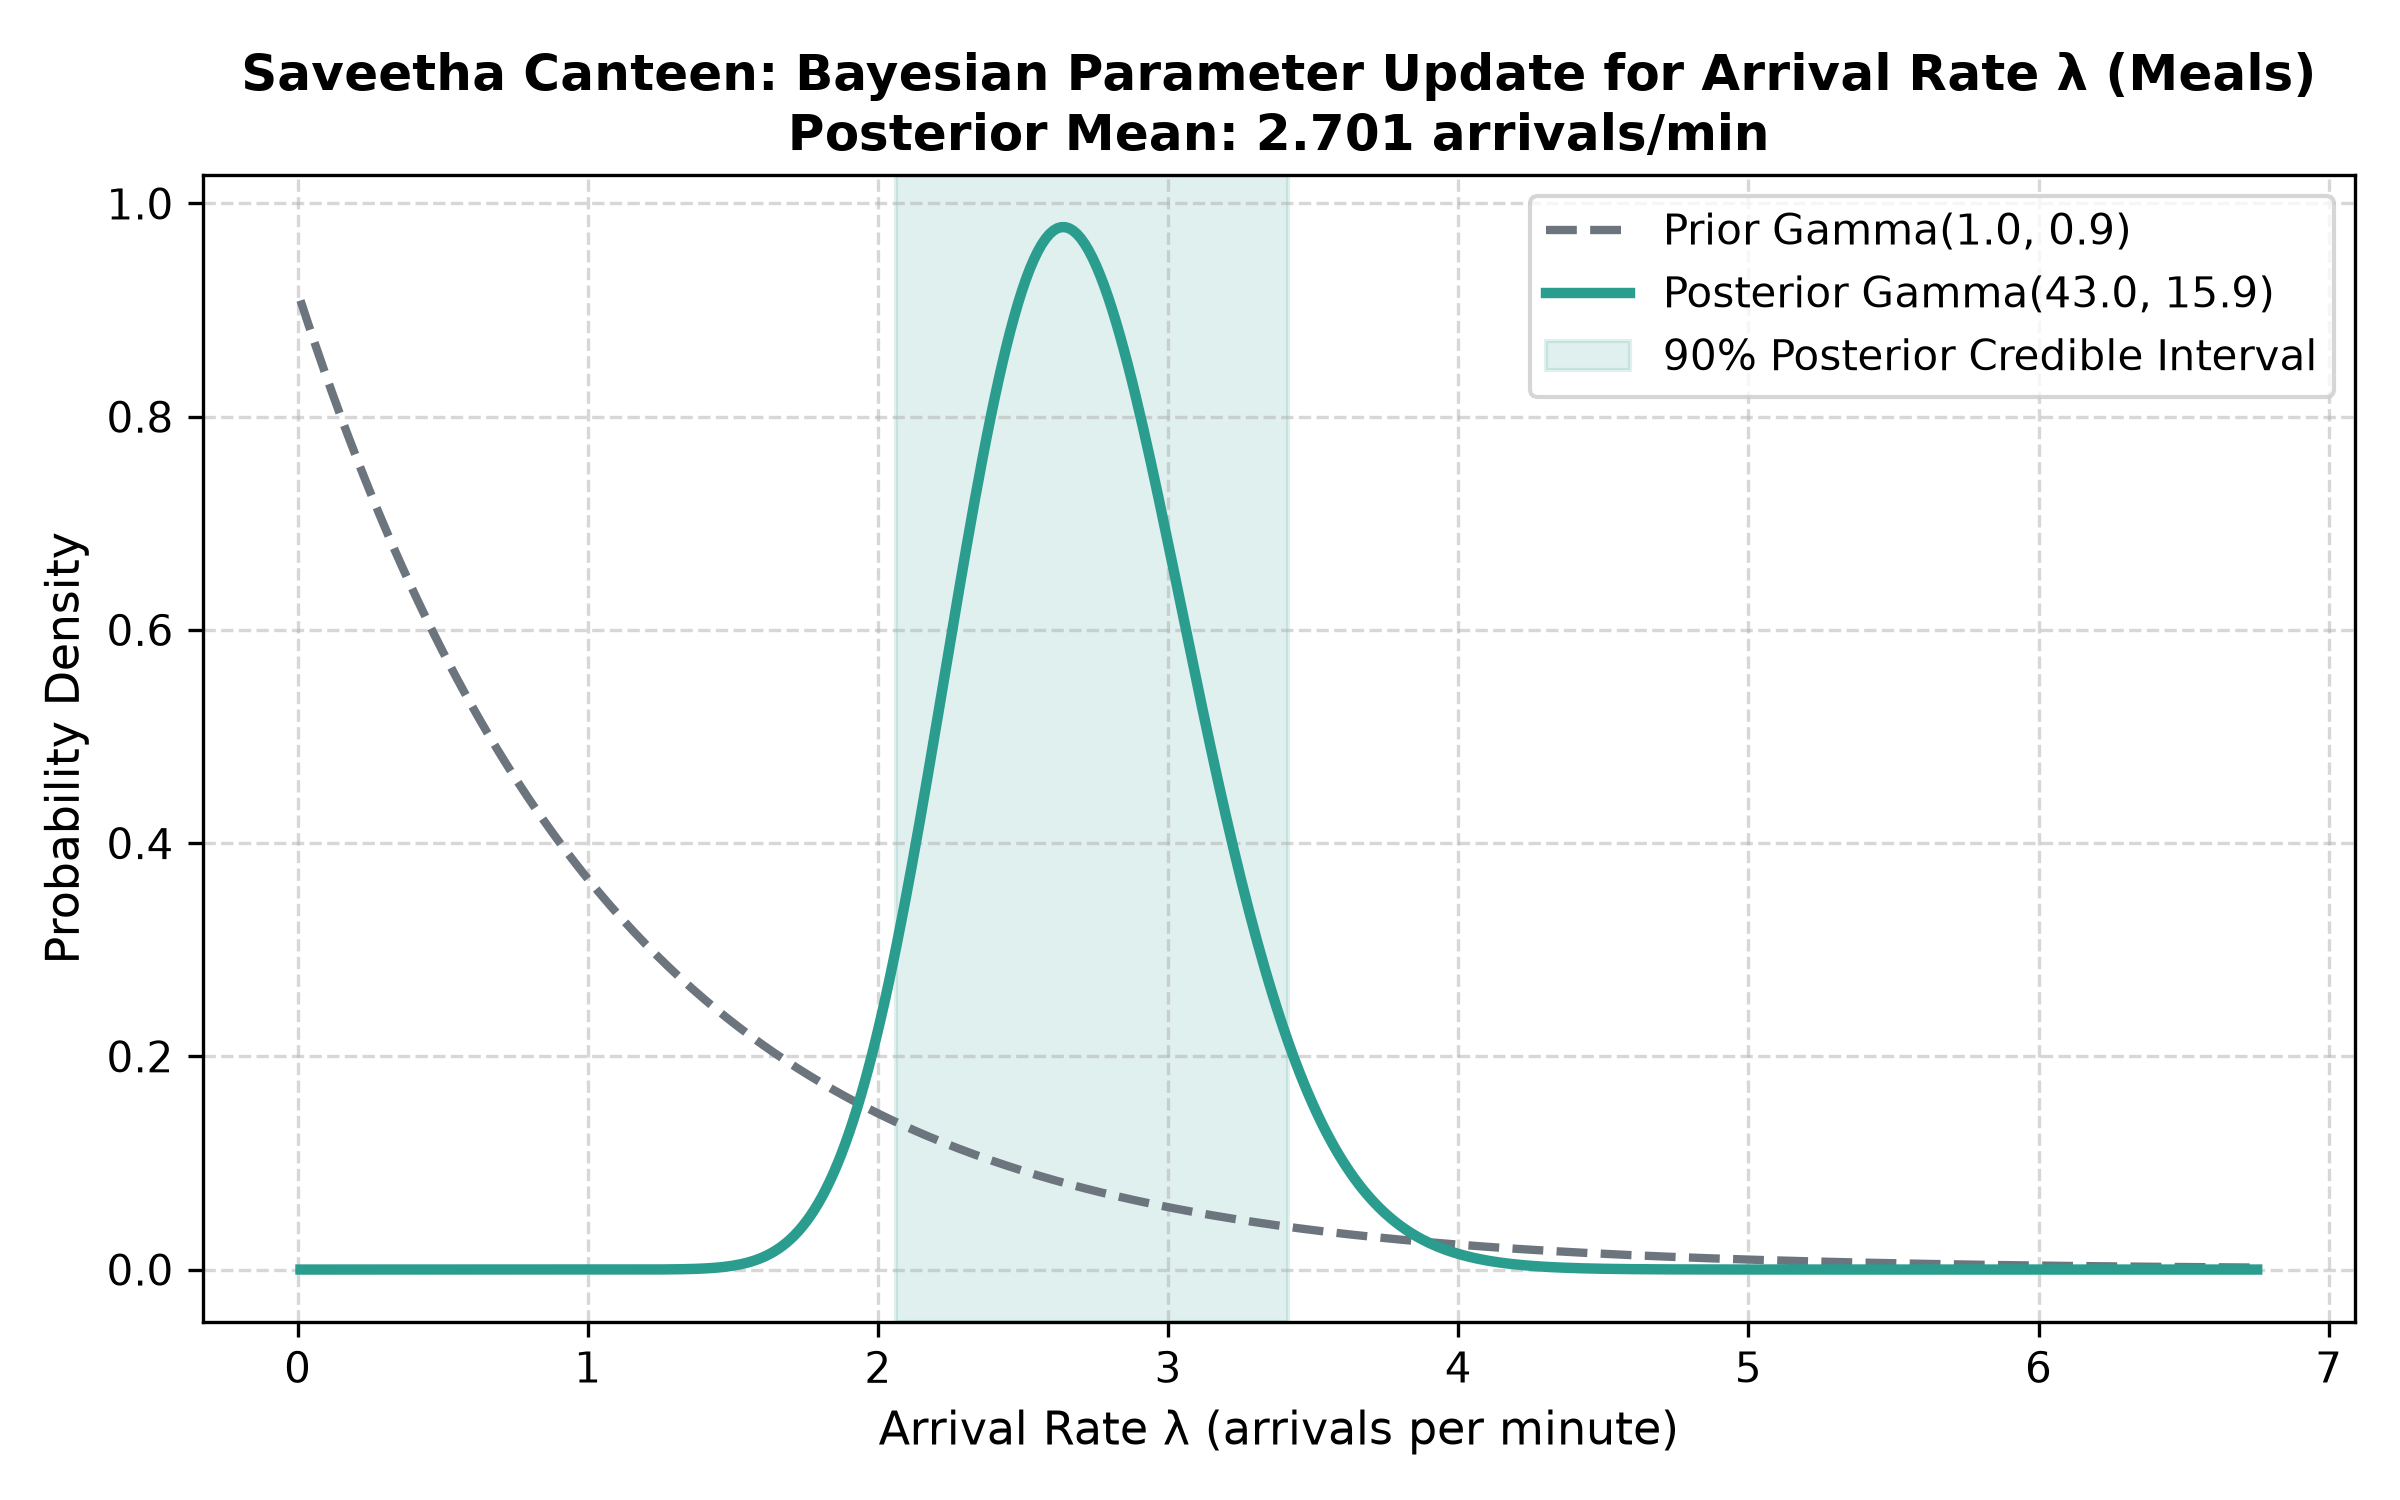 Saveetha Canteen: Bayesian Parameter Update for Arrival Rate λ (Meals)
Posterior Mean: 2.701 arrivals/min
Prior Gamma(1.0, 0.9)
Posterior Gamma(43.0, 15.9)
90% Posterior Credible Interval
Probability Density
1.0
0.8
0.6
0.4
0.2
0.0
0 1 2 3 4 5 6 7
Arrival Rate λ (arrivals per minute)